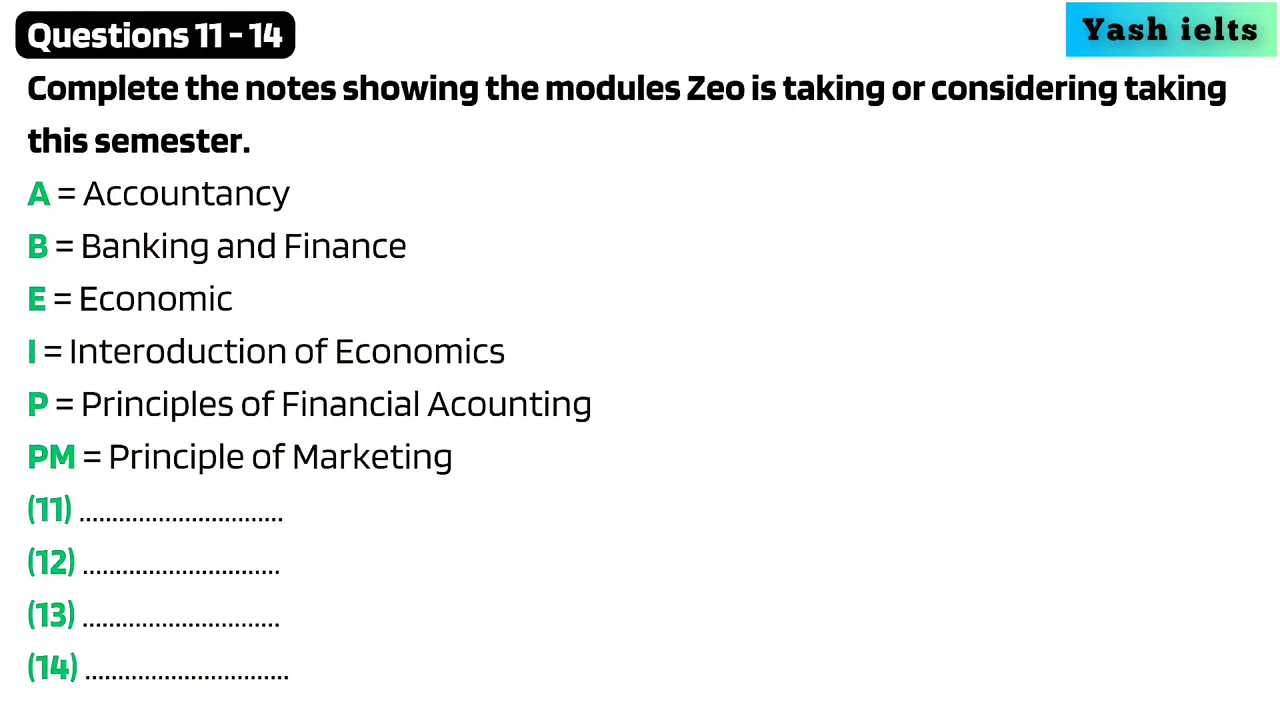 Questions 11 - 14
Yash ielts
Complete the notes showing the modules Zeo is taking or considering taking
this semester.
A = Accountancy
B = Banking and Finance
E = Economic
I = Interoduction of Economics
P = Principles of Financial Acounting
PM = Principle of Marketing
(11) ...............................
(12) ..............................
(13) ..............................
(14) ...............................